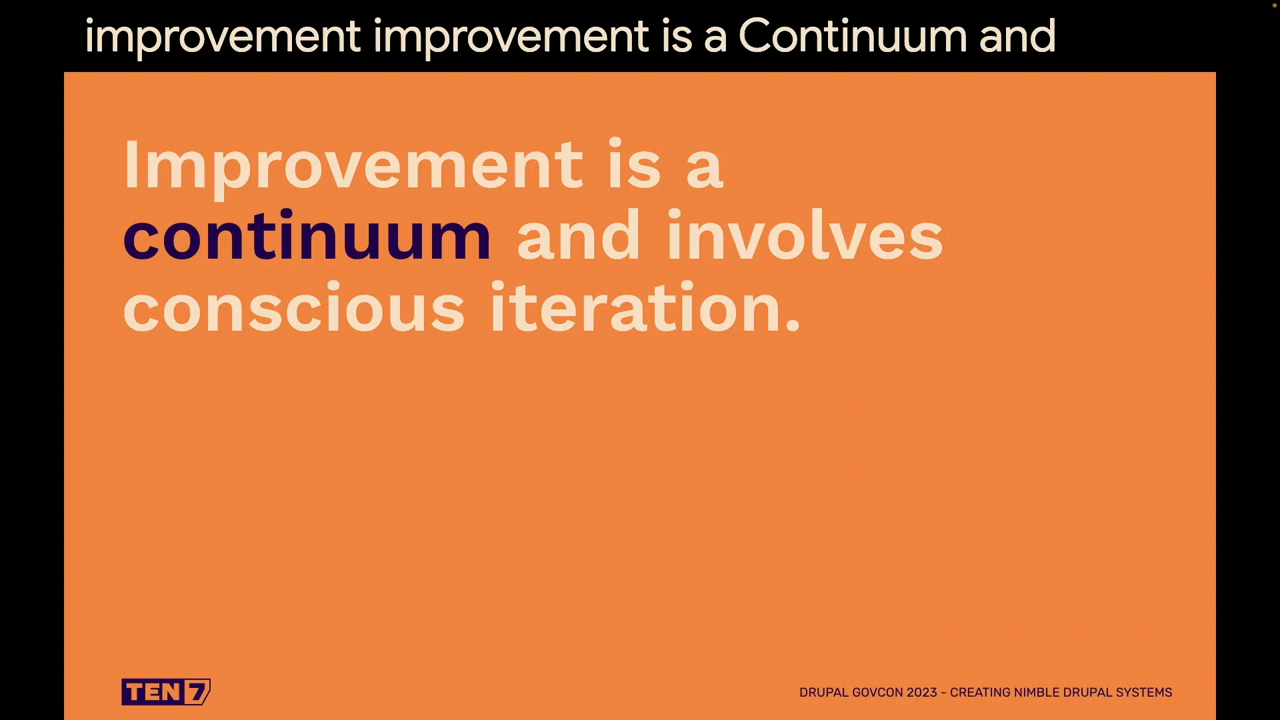 improvement improvement is a Continuum and
Improvement is a
continuum and involves
conscious iteration.
TEN7
DRUPAL GOVCON 2023 - CREATING NIMBLE DRUPAL SYSTEMS